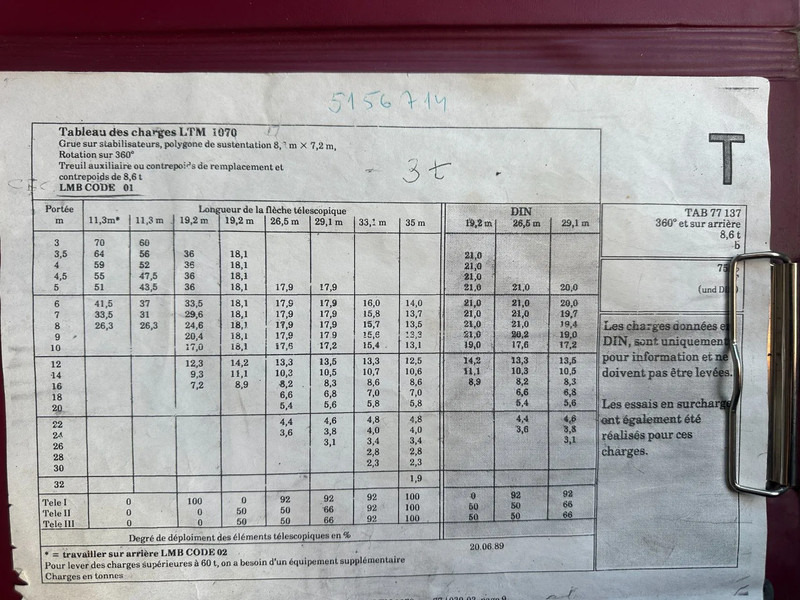 5156714
Tableau des charges LTM 1070
Grue sur stabilisateurs, polygone de sustentation m × 7,2 m,
Rotation sur 360°
Treuil auxiliaire ou contrepoids de remplacement et
contrepoids de 8,6 t
LMB CODE 01
3t
T
TAB 77 137
360° et sur arrière
8,6 t
(und
Les charges données
DIN, sont uniquement
pour information et ne
doivent pas être levées.
Les essais en surcharge
ont également été
réalisés pour ces
charges.
Portée Longueur de la flèche télescopique DIN
m 11,3m* 11,3 m 19,2 m 19,2 m 26,5 m 29,1 m 33,1 m 35 m 19,2 m 26,5 m 29,1 m
3 70 60
3,5 64 56 36 18,1 21,0
4 59 52 36 18,1 21,0
4,5 55 47,5 36 18,1 21,0
5 51 43,5 36 18,1 17,9 17,9 21,0 21,0 20,0
6 41,5 37 33,5 18,1 17,9 17,9 16,0 14,0 21,0 21,0 20,0
7 33,5 31 29,6 18,1 17,9 17,9 15,8 13,7 21,0 21,0 19,7
8 26,3 26,3 24,6 18,1 17,9 17,9 15,7 13,5 21,0 21,0 19,4
9 20,4 18,1 17,9 17,9 15,6 13,3 21,0 20,2 19,0
10 17,0 18,1 17,6 17,2 15,4 13,1 19,0 17,6 17,2
12 12,3 14,2 13,3 13,5 13,3 12,5 14,2 13,3 13,5
14 9,3 11,1 10,3 10,5 10,7 10,6 11,1 10,3 10,5
16 7,2 8,9 8,2 8,3 8,6 8,6 8,9 8,2 8,3
18 6,6 6,8 7,0 7,0 6,6 6,8
20 5,4 5,6 5,8 5,8 5,4 5,6
22 4,4 4,6 4,8 4,8 4,4 4,6
24 3,6 3,8 4,0 4,0 3,6 3,8
26 3,1 3,4 3,4 3,1
28 2,8 2,8
30 2,3 2,3
32 1,9
Tele I 0 100 0 92 92 92 100 0 92 92
Tele II 0 0 50 50 66 92 100 50 50 66
Tele III 0 0 50 50 66 92 100 50 50 66
Degré de déploiment des éléments télescopiques en %
* = travailler sur arrière LMB CODE 02
Pour lever des charges supérieures à 60 t, on a besoin d'un équipement supplémentaire
Charges en tonnes
20.06.89